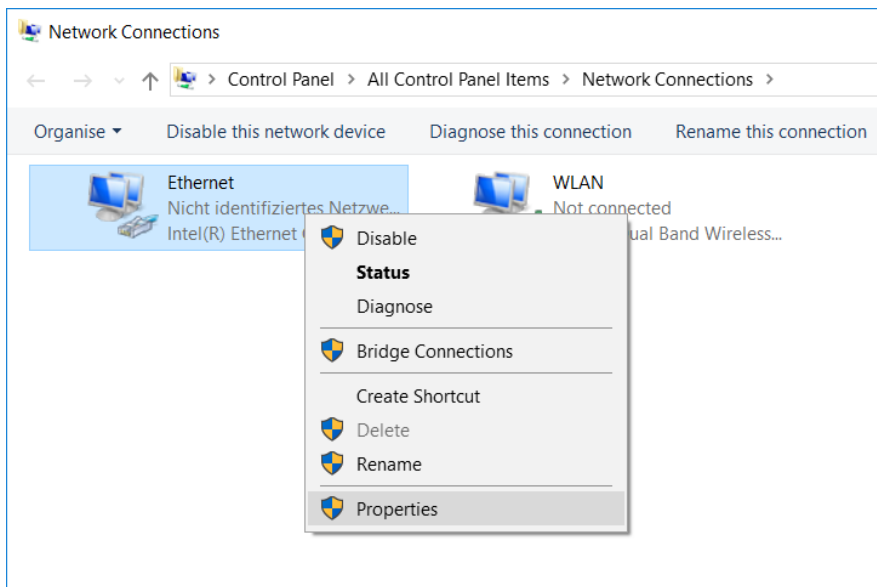 Network Connections
Control Panel > All Control Panel Items > Network Connections >
Organise Disable this network device Diagnose this connection Rename this connection
Ethernet
Nicht identifiziertes Netzwe...
Intel(R) Ethernet
WLAN
Not connected
Band Wireless...
Disable
Status
Diagnose
Bridge Connections
Create Shortcut
Delete
Rename
Properties